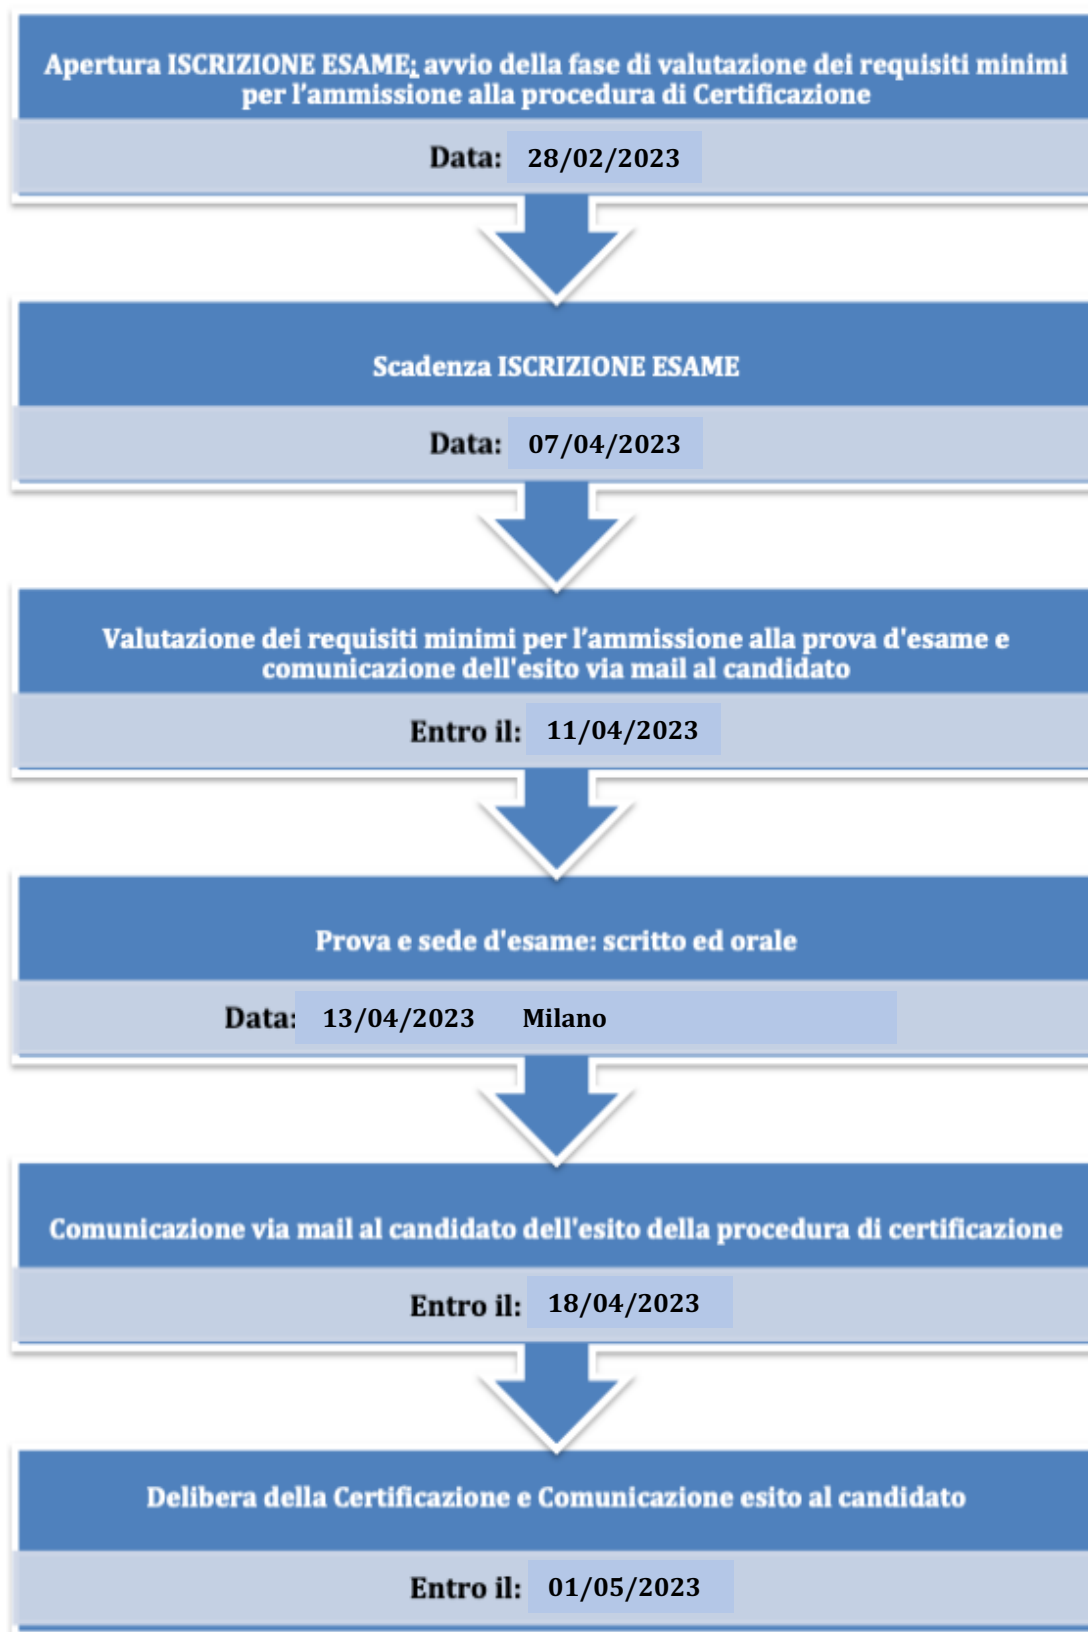 Apertura ISCRIZIONE ESAME; avvio della fase di valutazione dei requisiti minimi
per l'ammissione alla procedura di Certificazione
Data: 28/02/2023
Scadenza ISCRIZIONE ESAME
Data: 07/04/2023
Valutazione dei requisiti minimi per l'ammissione alla prova d'esame e
comunicazione dell'esito via mail al candidato
Entro il: 11/04/2023
Prova e sede d'esame: scritto ed orale
Data: 13/04/2023 Milano
Comunicazione via mail al candidato dell'esito della procedura di certificazione
Entro il: 18/04/2023
Delibera della Certificazione e Comunicazione esito al candidato
Entro il: 01/05/2023